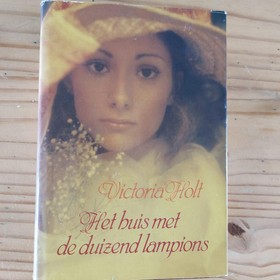 Victoria Holt
Het huis met
de duizend lampions